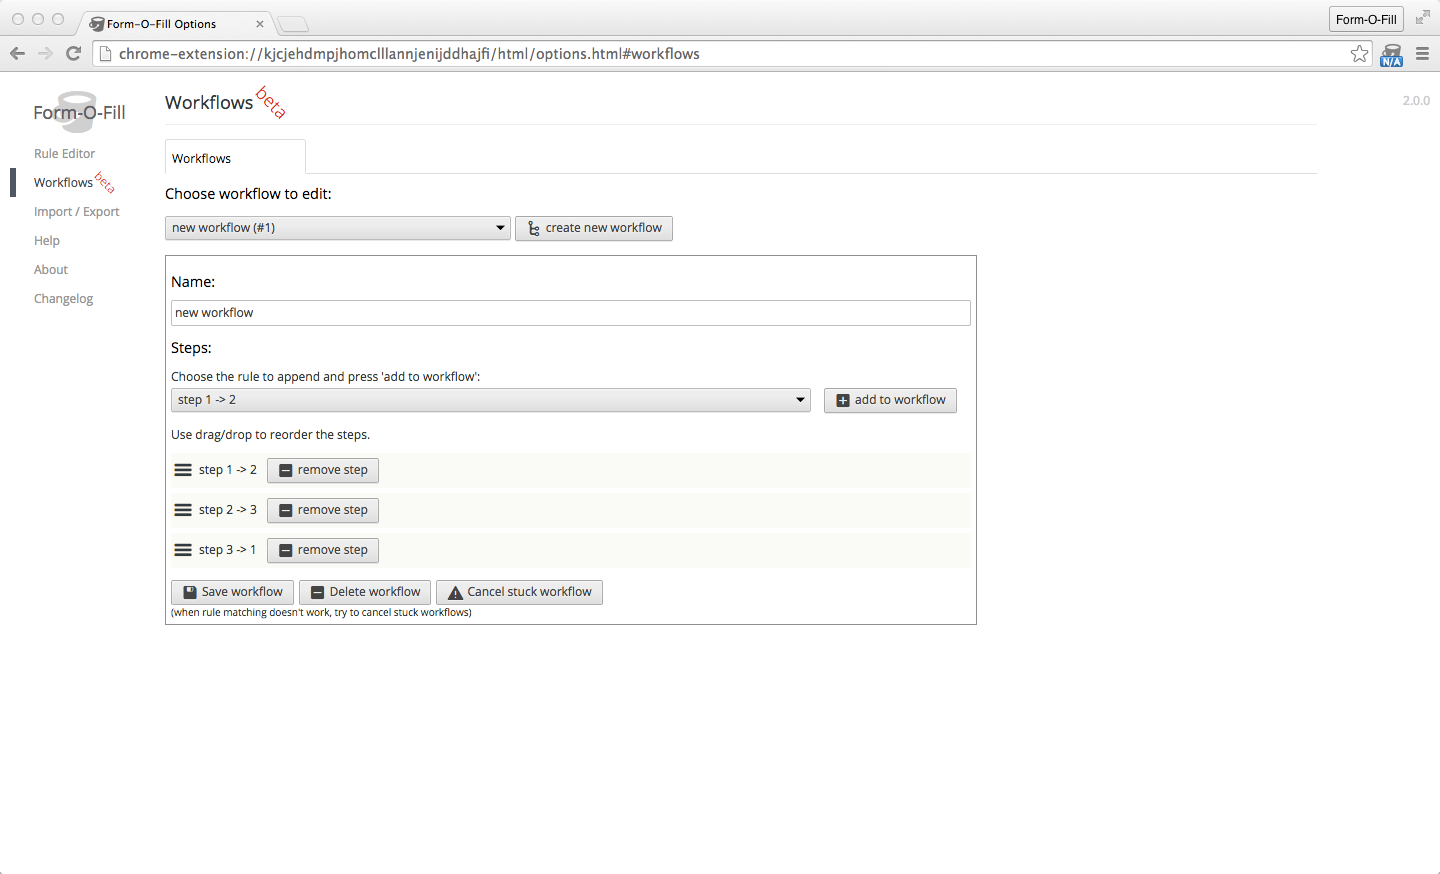 Form-O-Fill Options
Form-O-Fill
chrome-extension://kjcjehdmpjhomclllannjenijddhajfi/html/options.html#workflows
N/A
Form-O-Fill
Rule Editor
Workflows beta
Import / Export
Help
About
Changelog
Workflows beta
2.0.0
Workflows
Choose workflow to edit:
new workflow (#1)
create new workflow
Name:
new workflow
Steps:
Choose the rule to append and press 'add to workflow':
step 1 -> 2
add to workflow
Use drag/drop to reorder the steps.
step 1 -> 2 remove step
step 2 -> 3 remove step
step 3 -> 1 remove step
Save workflow Delete workflow Cancel stuck workflow
(when rule matching doesn't work, try to cancel stuck workflows)